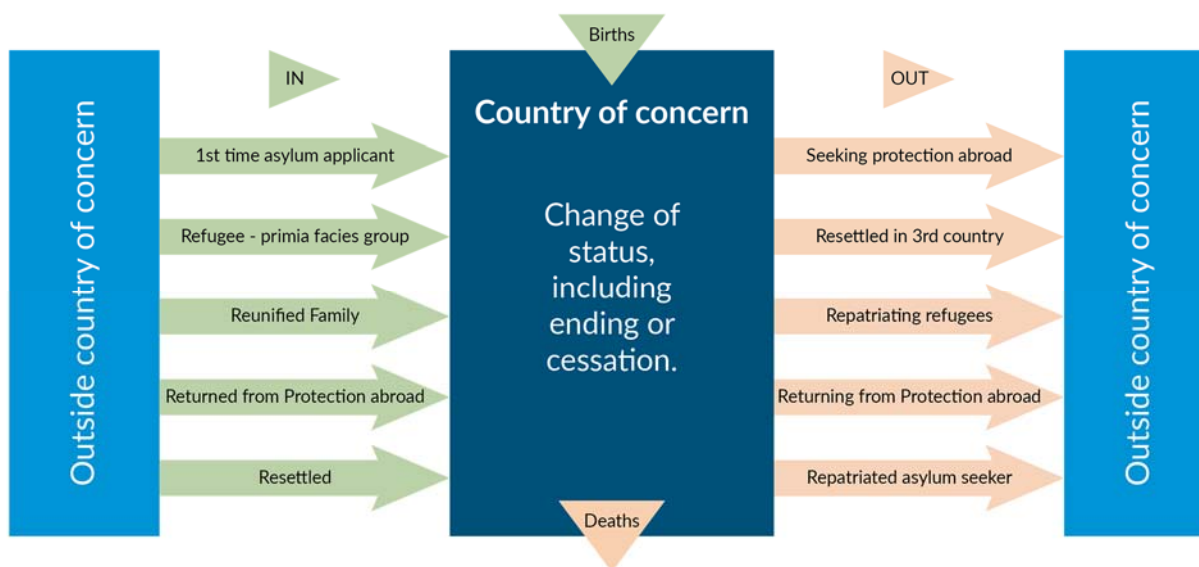 Births
IN
OUT
Outside country of concern
Country of concern
1st time asylum applicant
Refugee - primia facies group
Reunified Family
Returned from Protection abroad
Resettled
Change of
status,
including
ending or
cessation.
Seeking protection abroad
Resettled in 3rd country
Repatriating refugees
Returning from Protection abroad
Repatriated asylum seeker
Outside country of concern
Deaths